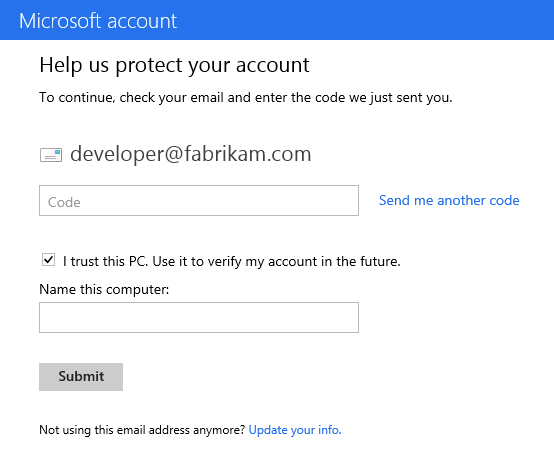 Microsoft account
Help us protect your account
To continue, check your email and enter the code we just sent you.
developer@fabrikam.com
Code
Send me another code
I trust this PC. Use it to verify my account in the future.
Name this computer:
Submit
Not using this email address anymore? Update your info.